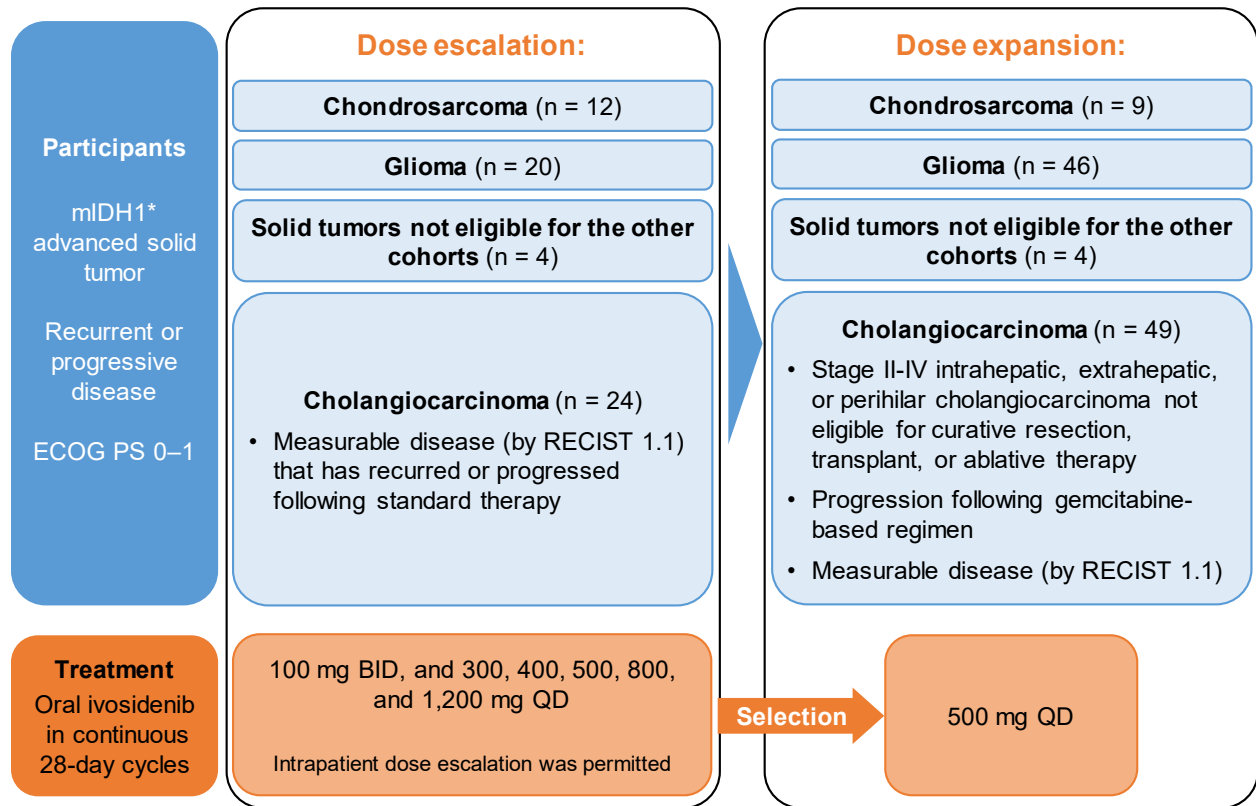 Participants
mIDH1*
advanced solid
tumor
Recurrent or
progressive
disease
ECOG PS 0–1
Dose escalation:
Chondrosarcoma (n = 12)
Glioma (n = 20)
Solid tumors not eligible for the other
cohorts (n = 4)
Cholangiocarcinoma (n = 24)
• Measurable disease (by RECIST 1.1)
that has recurred or progressed
following standard therapy
Dose expansion:
Chondrosarcoma (n = 9)
Glioma (n = 46)
Solid tumors not eligible for the other
cohorts (n = 4)
Cholangiocarcinoma (n = 49)
• Stage II-IV intrahepatic, extrahepatic,
or perihilar cholangiocarcinoma not
eligible for curative resection,
transplant, or ablative therapy
• Progression following gemcitabine-
based regimen
• Measurable disease (by RECIST 1.1)
Treatment
Oral ivosidenib
in continuous
28-day cycles
100 mg BID, and 300, 400, 500, 800,
and 1,200 mg QD
Intrapatient dose escalation was permitted
Selection
500 mg QD